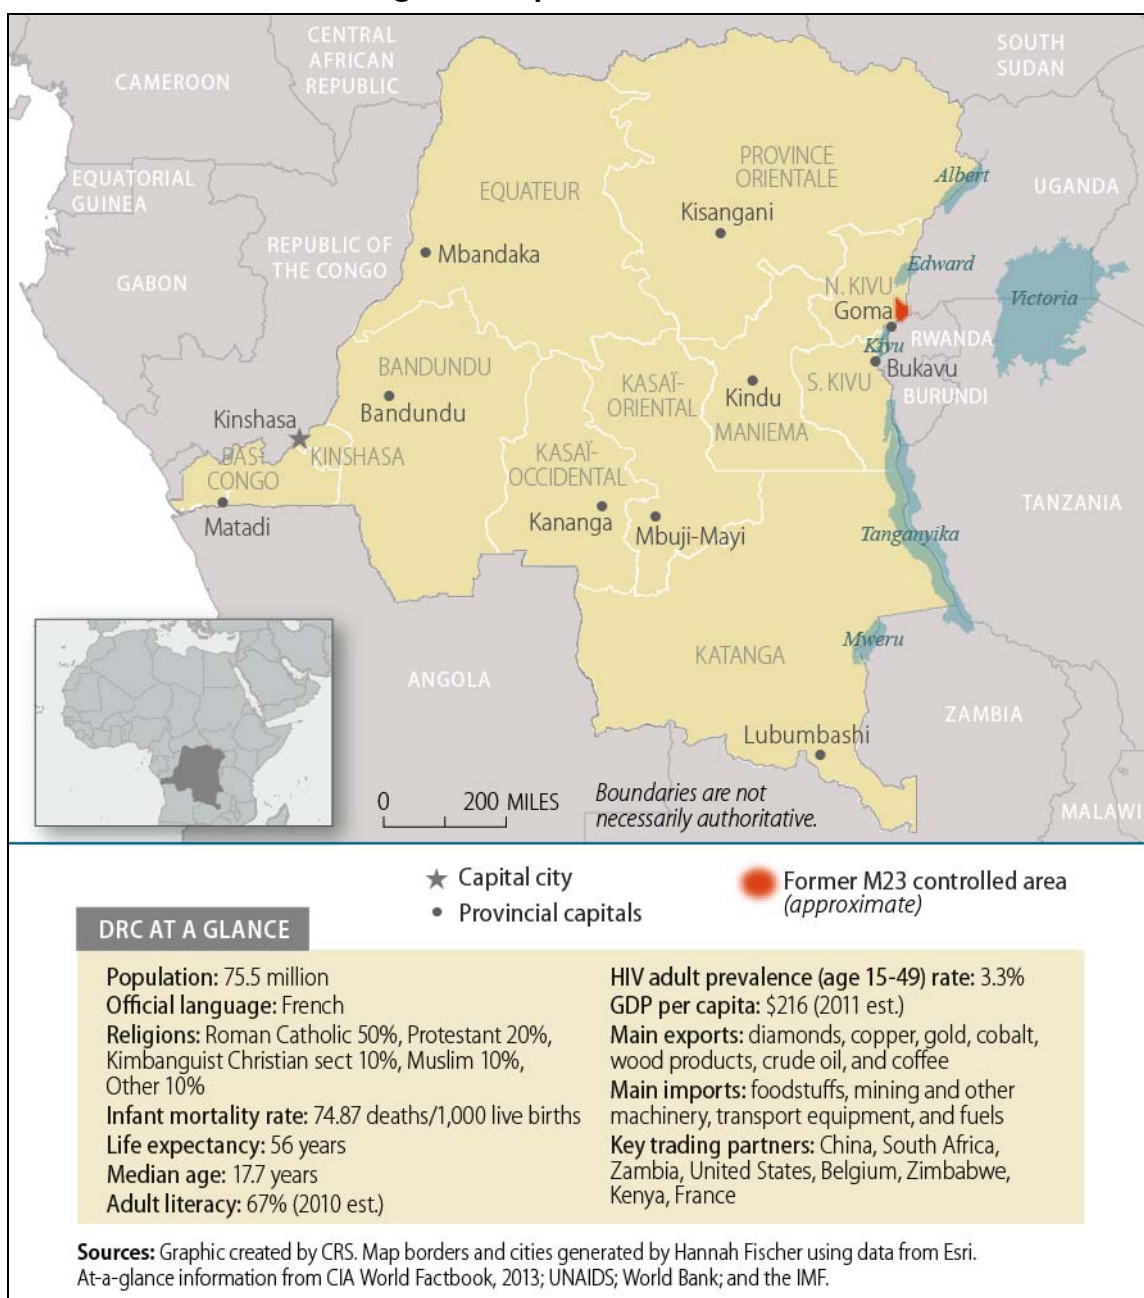 CENTRAL
AFRICAN
REPUBLIC
SOUTH
SUDAN
CAMEROON
EQUATORIAL
GUINEA
EQUATEUR
PROVINCE
ORIENTALE
Albert
UGANDA
Kisangani
REPUBLIC OF
THE CONGO
Mbandaka
GABON
Edward
N. KIVU
Victoria
Goma
RWANDA
Kivu
Bukavu
BANDUNDU
KASAÏ-
ORIENTAL
Kindu
S. KIVU
BURUNDI
Bandundu
MANIEMA
Kinshasa
KINSHASA
BAS-
CONGO
KASAÏ-
OCCIDENTAL
TANZANIA
Matadi
Kananga
Mbuji-Mayi
Tanganyika
Mweru
KATANGA
ANGOLA
ZAMBIA
Lubumbashi
0 200 MILES
Boundaries are not
necessarily authoritative.
MALAWI
Capital city
Provincial capitals
Former M23 controlled area
(approximate)
DRC AT A GLANCE
Population: 75.5 million
Official language: French
Religions: Roman Catholic 50%, Protestant 20%,
Kimbanguist Christian sect 10%, Muslim 10%,
Other 10%
Infant mortality rate: 74.87 deaths/1,000 live births
Life expectancy: 56 years
Median age: 17.7 years
Adult literacy: 67% (2010 est.)
HIV adult prevalence (age 15-49) rate: 3.3%
GDP per capita: $216 (2011 est.)
Main exports: diamonds, copper, gold, cobalt,
wood products, crude oil, and coffee
Main imports: foodstuffs, mining and other
machinery, transport equipment, and fuels
Key trading partners: China, South Africa,
Zambia, United States, Belgium, Zimbabwe,
Kenya, France
Sources: Graphic created by CRS. Map borders and cities generated by Hannah Fischer using data from Esri.
At-a-glance information from CIA World Factbook, 2013; UNAIDS; World Bank; and the IMF.